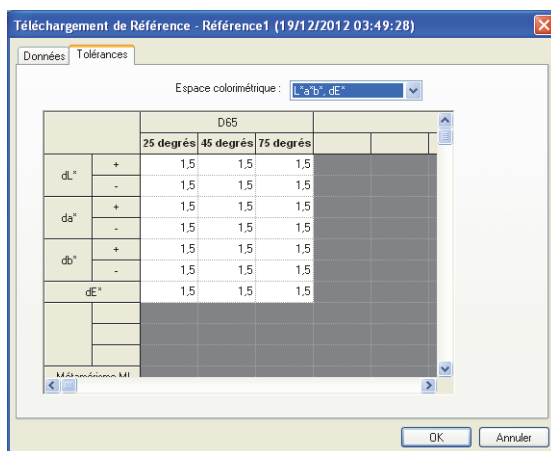 Téléchargement de Référence - Référence1 (19/12/2012 03:49:28)
Données Tolérances
Espace colorimétrique : L*a*b*, dE*
D65
25 degrés 45 degrés 75 degrés
dL* + 1,5 1,5 1,5
- 1,5 1,5 1,5
da* + 1,5 1,5 1,5
- 1,5 1,5 1,5
db* + 1,5 1,5 1,5
- 1,5 1,5 1,5
dE* 1,5 1,5 1,5
Métamérisme MI
OK Annuler